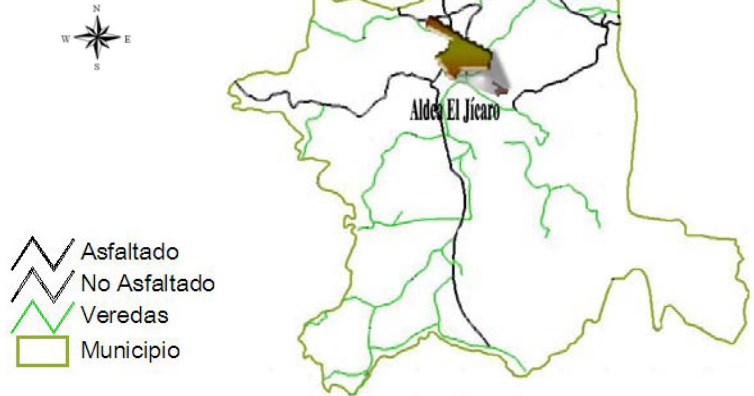 N
W E
S
Aldea El Jícaro
Asfaltado
No Asfaltado
Veredas
Municipio